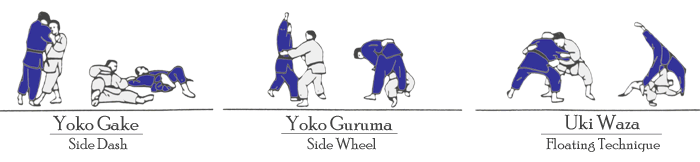 Yoko Gake
Side Dash
Yoko Guruma
Side Wheel
Uki Waza
Floating Technique